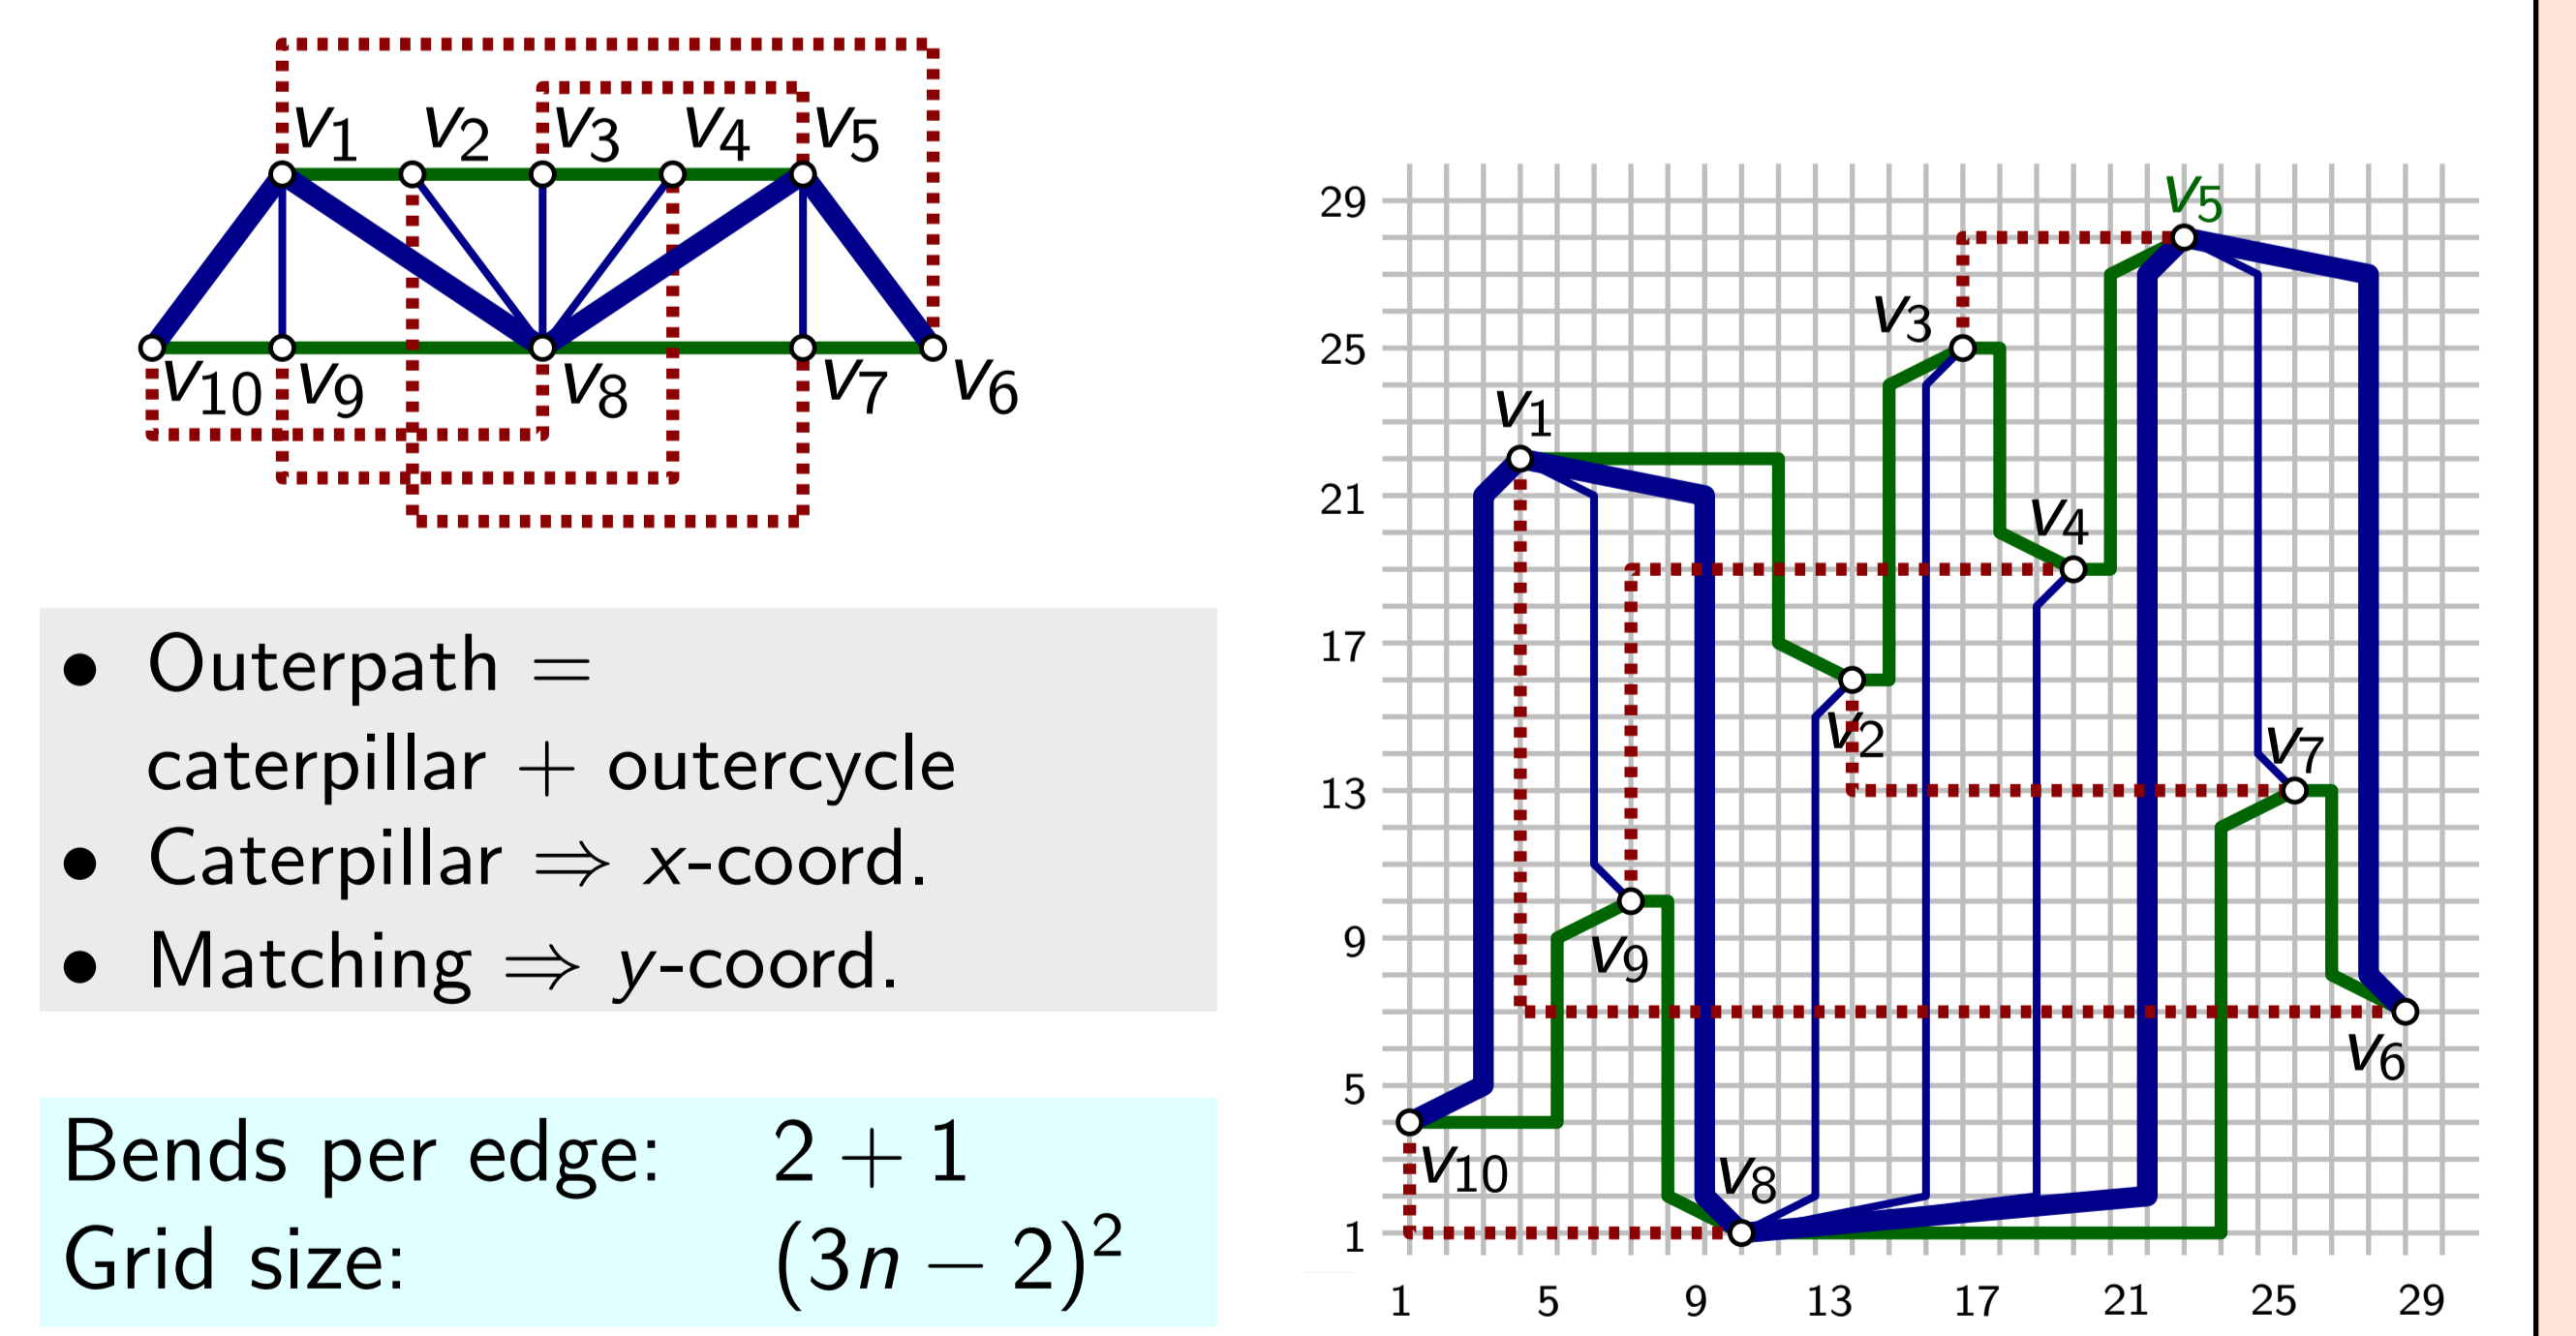 v1 v2 v3 v4 v5
v10 v9 v8 v7 v6
• Outerpath =
caterpillar + outercycle
• Caterpillar ⇒ x-coord.
• Matching ⇒ y-coord.
Bends per edge: 2 + 1
Grid size: (3n − 2)²
v5
29
v3
25
v1
21
v4
17
v2
v7
13
v9
9
v6
5
v10
v8
1
1 5 9 13 17 21 25 29